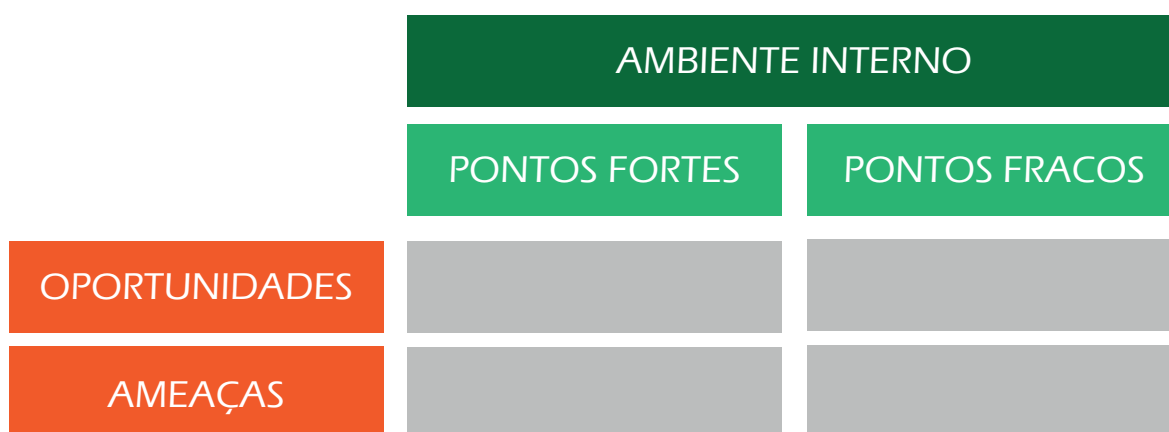 AMBIENTE INTERNO
PONTOS FORTES
PONTOS FRACOS
OPORTUNIDADES
AMEAÇAS